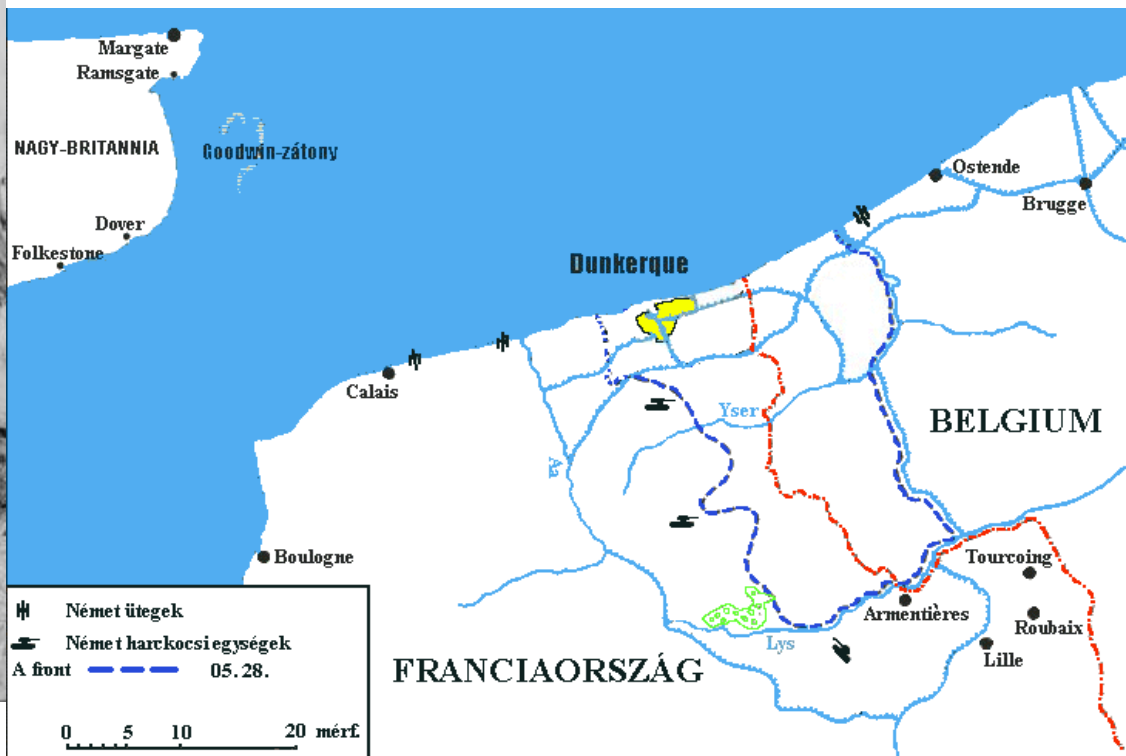 Margate
Ramsgate
NAGY-BRITANNIA
Goodwin-zátony
Dover
Folkestone
Ostende
Brugge
Dunkerque
Calais
Yser
BELGIUM
Aa
Boulogne
Tourcoing
Armentières
Roubaix
Lys
Lille
FRANCIAORSZÁG
Német ütegek
Német harckocsi egységek
A front 05.28.
0 5 10 20 mérf.